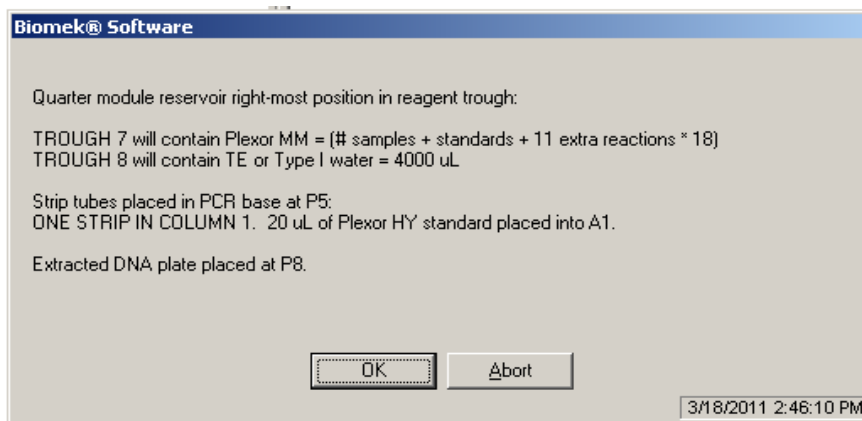 Biomek® Software
Quarter module reservoir right-most position in reagent trough:
TROUGH 7 will contain Plexor MM = (# samples + standards + 11 extra reactions * 18)
TROUGH 8 will contain TE or Type I water = 4000 uL
Strip tubes placed in PCR base at P5:
ONE STRIP IN COLUMN 1.  20 uL of Plexor HY standard placed into A1.
Extracted DNA plate placed at P8.
OK
Abort
3/18/2011 2:46:10 PM